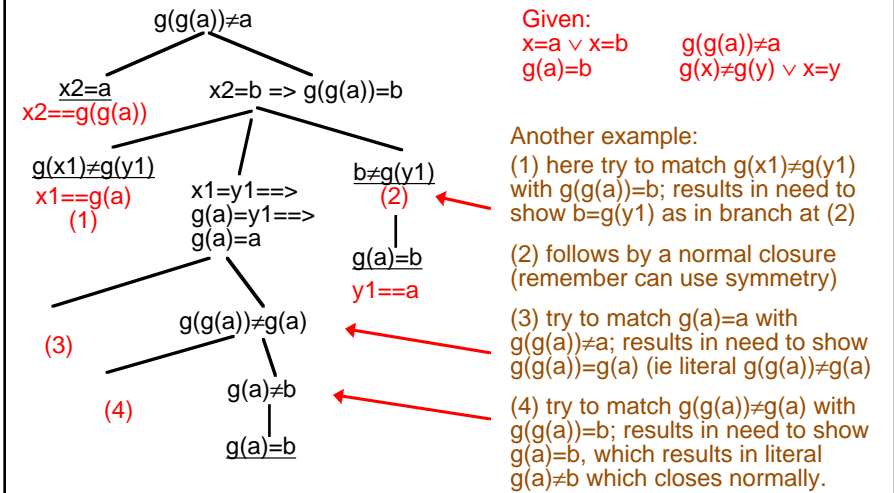 g(g(a))≠a
x2=a
x2==g(g(a))
x2=b => g(g(a))=b
g(x1)≠g(y1)
x1==g(a)
(1)
x1=y1==>
g(a)=y1==>
g(a)=a
b≠g(y1)
(2)
g(a)=b
y1==a
(3)
g(g(a))≠g(a)
(4)
g(a)≠b
g(a)=b
Given:
x=a ∨ x=b g(g(a))≠a
g(a)=b g(x)≠g(y) ∨ x=y
Another example:
(1) here try to match g(x1)≠g(y1)
with g(g(a))=b; results in need to
show b=g(y1) as in branch at (2)
(2) follows by a normal closure
(remember can use symmetry)
(3) try to match g(a)=a with
g(g(a))≠a; results in need to show
g(g(a))=g(a) (ie literal g(g(a))≠g(a)
(4) try to match g(g(a))≠g(a) with
g(g(a))=b; results in need to show
g(a)=b, which results in literal
g(a)≠b which closes normally.